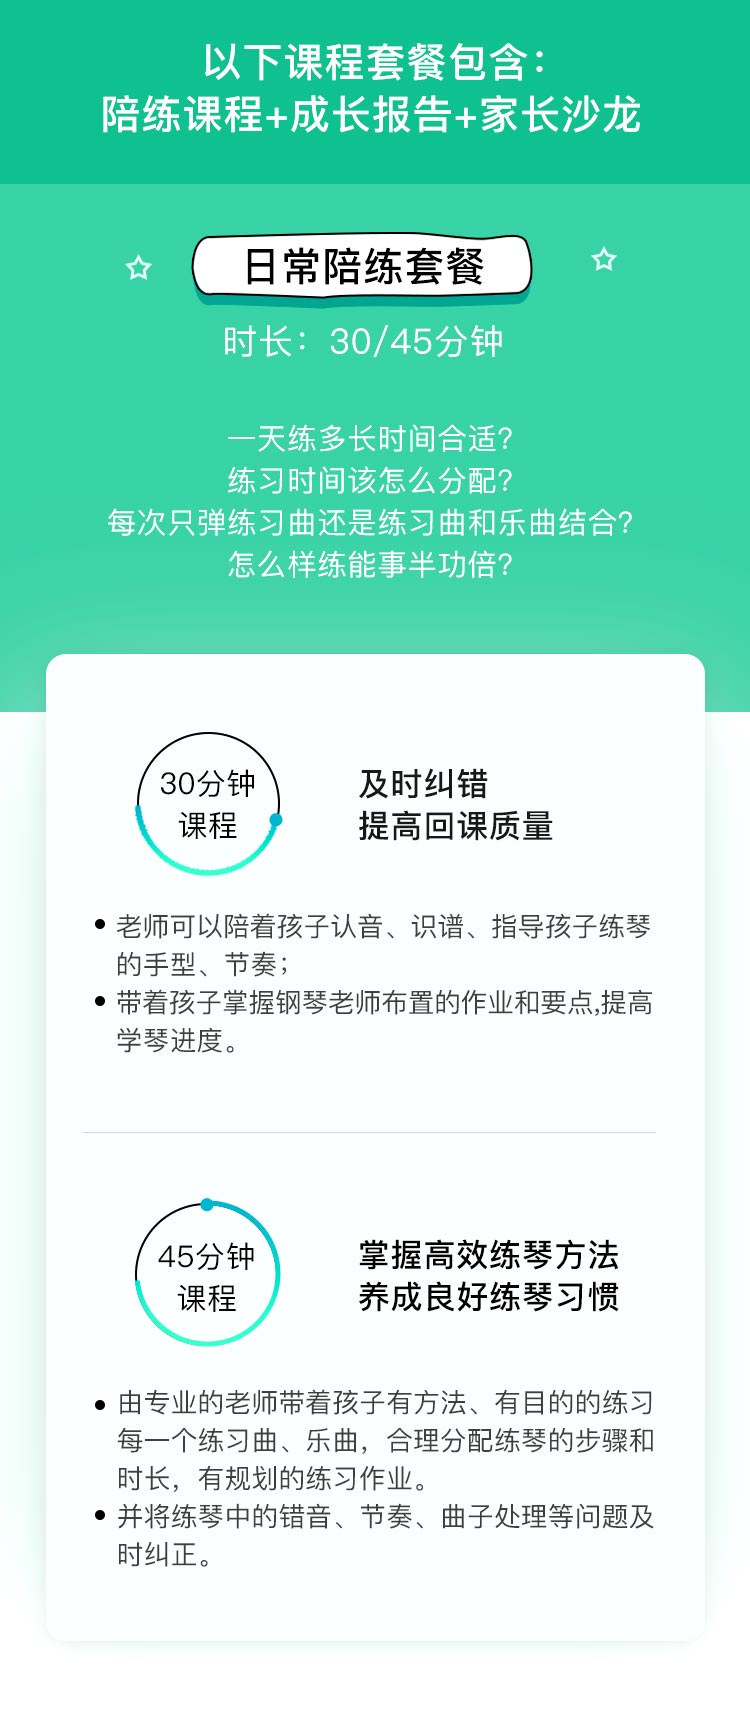 以下课程套餐包含：
陪练课程+成长报告+家长沙龙
日常陪练套餐
时长：30/45分钟
一天练多长时间合适？
练习时间该怎么分配？
每次只弹练习曲还是练习曲和乐曲结合？
怎么样练能事半功倍？
30分钟
课程
及时纠错
提高回课质量
老师可以陪着孩子认音、识谱、指导孩子练琴
的手型、节奏；
带着孩子掌握钢琴老师布置的作业和要点,提高
学琴进度。
45分钟
课程
掌握高效练琴方法
养成良好练琴习惯
由专业的老师带着孩子有方法、有目的的练习
每一个练习曲、乐曲，合理分配练琴的步骤和
时长，有规划的练习作业。
并将练琴中的错音、节奏、曲子处理等问题及
时纠正。